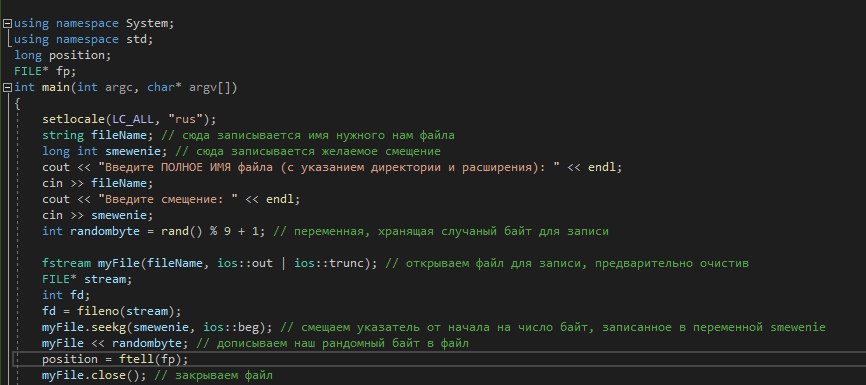 using namespace System;
using namespace std;
long position;
FILE* fp;
int main(int argc, char* argv[])
{
setlocale(LC_ALL, "rus");
string fileName; // сюда записывается имя нужного нам файла
long int smewenie; // сюда записывается желаемое смещение
cout << "Введите ПОЛНОЕ ИМЯ файла (с указанием директории и расширения): " << endl;
cin >> fileName;
cout << "Введите смещение: " << endl;
cin >> smewenie;
int randombyte = rand() % 9 + 1; // переменная, хранящая случаный байт для записи
fstream myFile(fileName, ios::out | ios::trunc); // открываем файл для записи, предварительно очистив
FILE* stream;
int fd;
fd = fileno(stream);
myFile.seekg(smewenie, ios::beg); // смещаем указатель от начала на число байт, записанное в переменной smewenie
myFile << randombyte; // дописываем наш рандомный байт в файл
position = ftell(fp);
myFile.close(); // закрываем файл